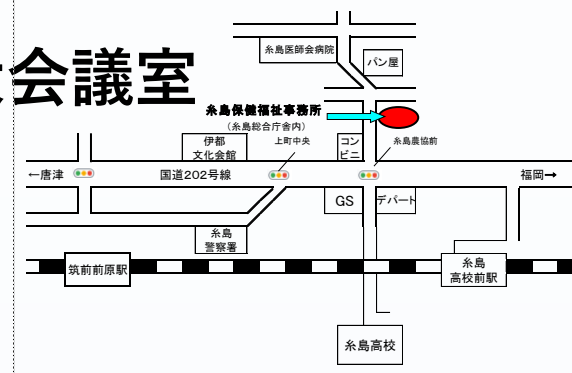 糸島医師会病院
パン屋
会議室
糸島保健福祉事務所
(糸島総合庁舎内)
伊都
文化会館
上町中央
コン
ビニ
糸島農協前
←唐津
国道202号線
福岡→
GS
デパート
糸島
警察署
筑前前原駅
糸島
高校前駅
糸島高校